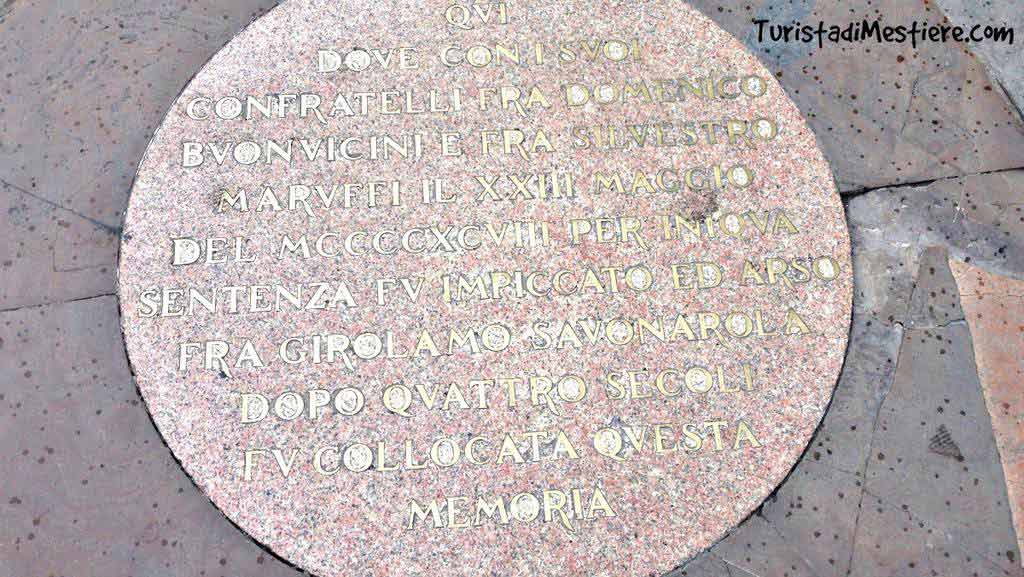 TuristadiMestiere.com
QVI
DOVE CON I SVOI
CONFRATELLI FRA DOMENICO
BVONVICINI E FRA SILVESTRO
MARVFFI IL XXIII MAGGIO
DEL MCCCCXCVIII PER INIQVA
SENTENZA FV IMPICCATO ED ARSO
FRA GIROLAMO SAVONAROLA
DOPO QVATTRO SECOLI
FV COLLOCATA QVESTA
MEMORIA